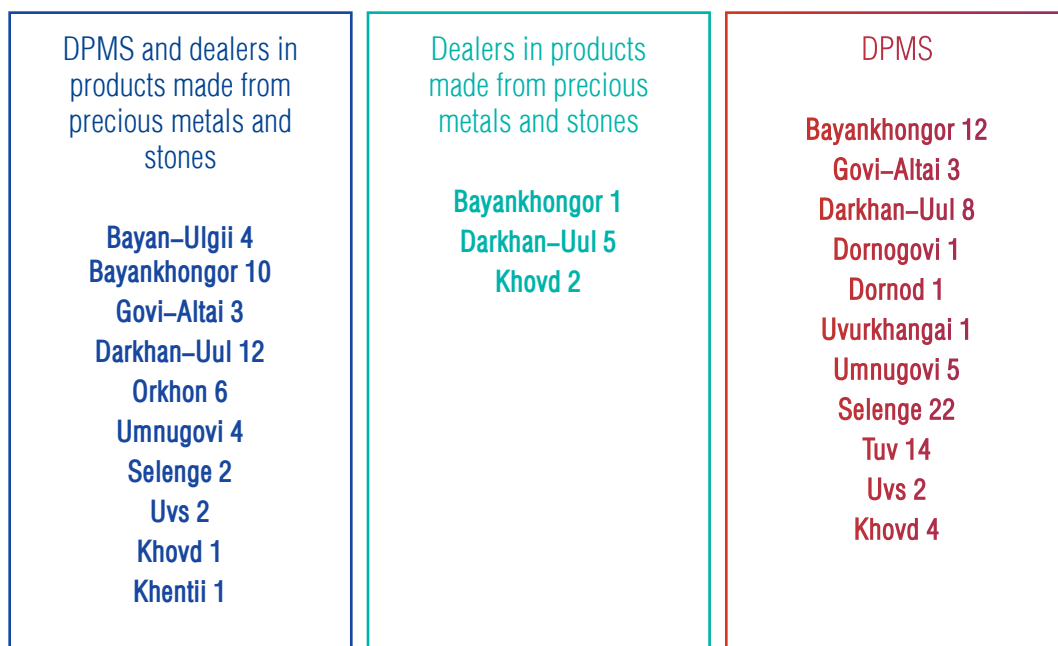 DPMS and dealers in
products made from
precious metals and
stones
Bayan–Ulgii 4
Bayankhongor 10
Govi–Altai 3
Darkhan–Uul 12
Orkhon 6
Umnugovi 4
Selenge 2
Uvs 2
Khovd 1
Khentii 1
Dealers in products
made from precious
metals and stones
Bayankhongor 1
Darkhan–Uul 5
Khovd 2
DPMS
Bayankhongor 12
Govi–Altai 3
Darkhan–Uul 8
Dornogovi 1
Dornod 1
Uvurkhangai 1
Umnugovi 5
Selenge 22
Tuv 14
Uvs 2
Khovd 4